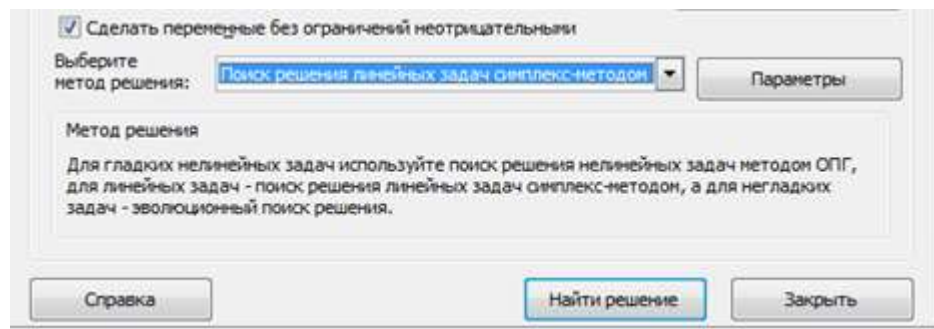 Сделать переменные без ограничений неотрицательными
Выберите
метод решения:
Поиск решения линейных задач симплекс-методом
Параметры
Метод решения
Для гладких нелинейных задач используйте поиск решения нелинейных задач методом ОПГ,
для линейных задач - поиск решения линейных задач симплекс-методом, а для негладких
задач - эволюционный поиск решения.
Справка
Найти решение
Закрыть